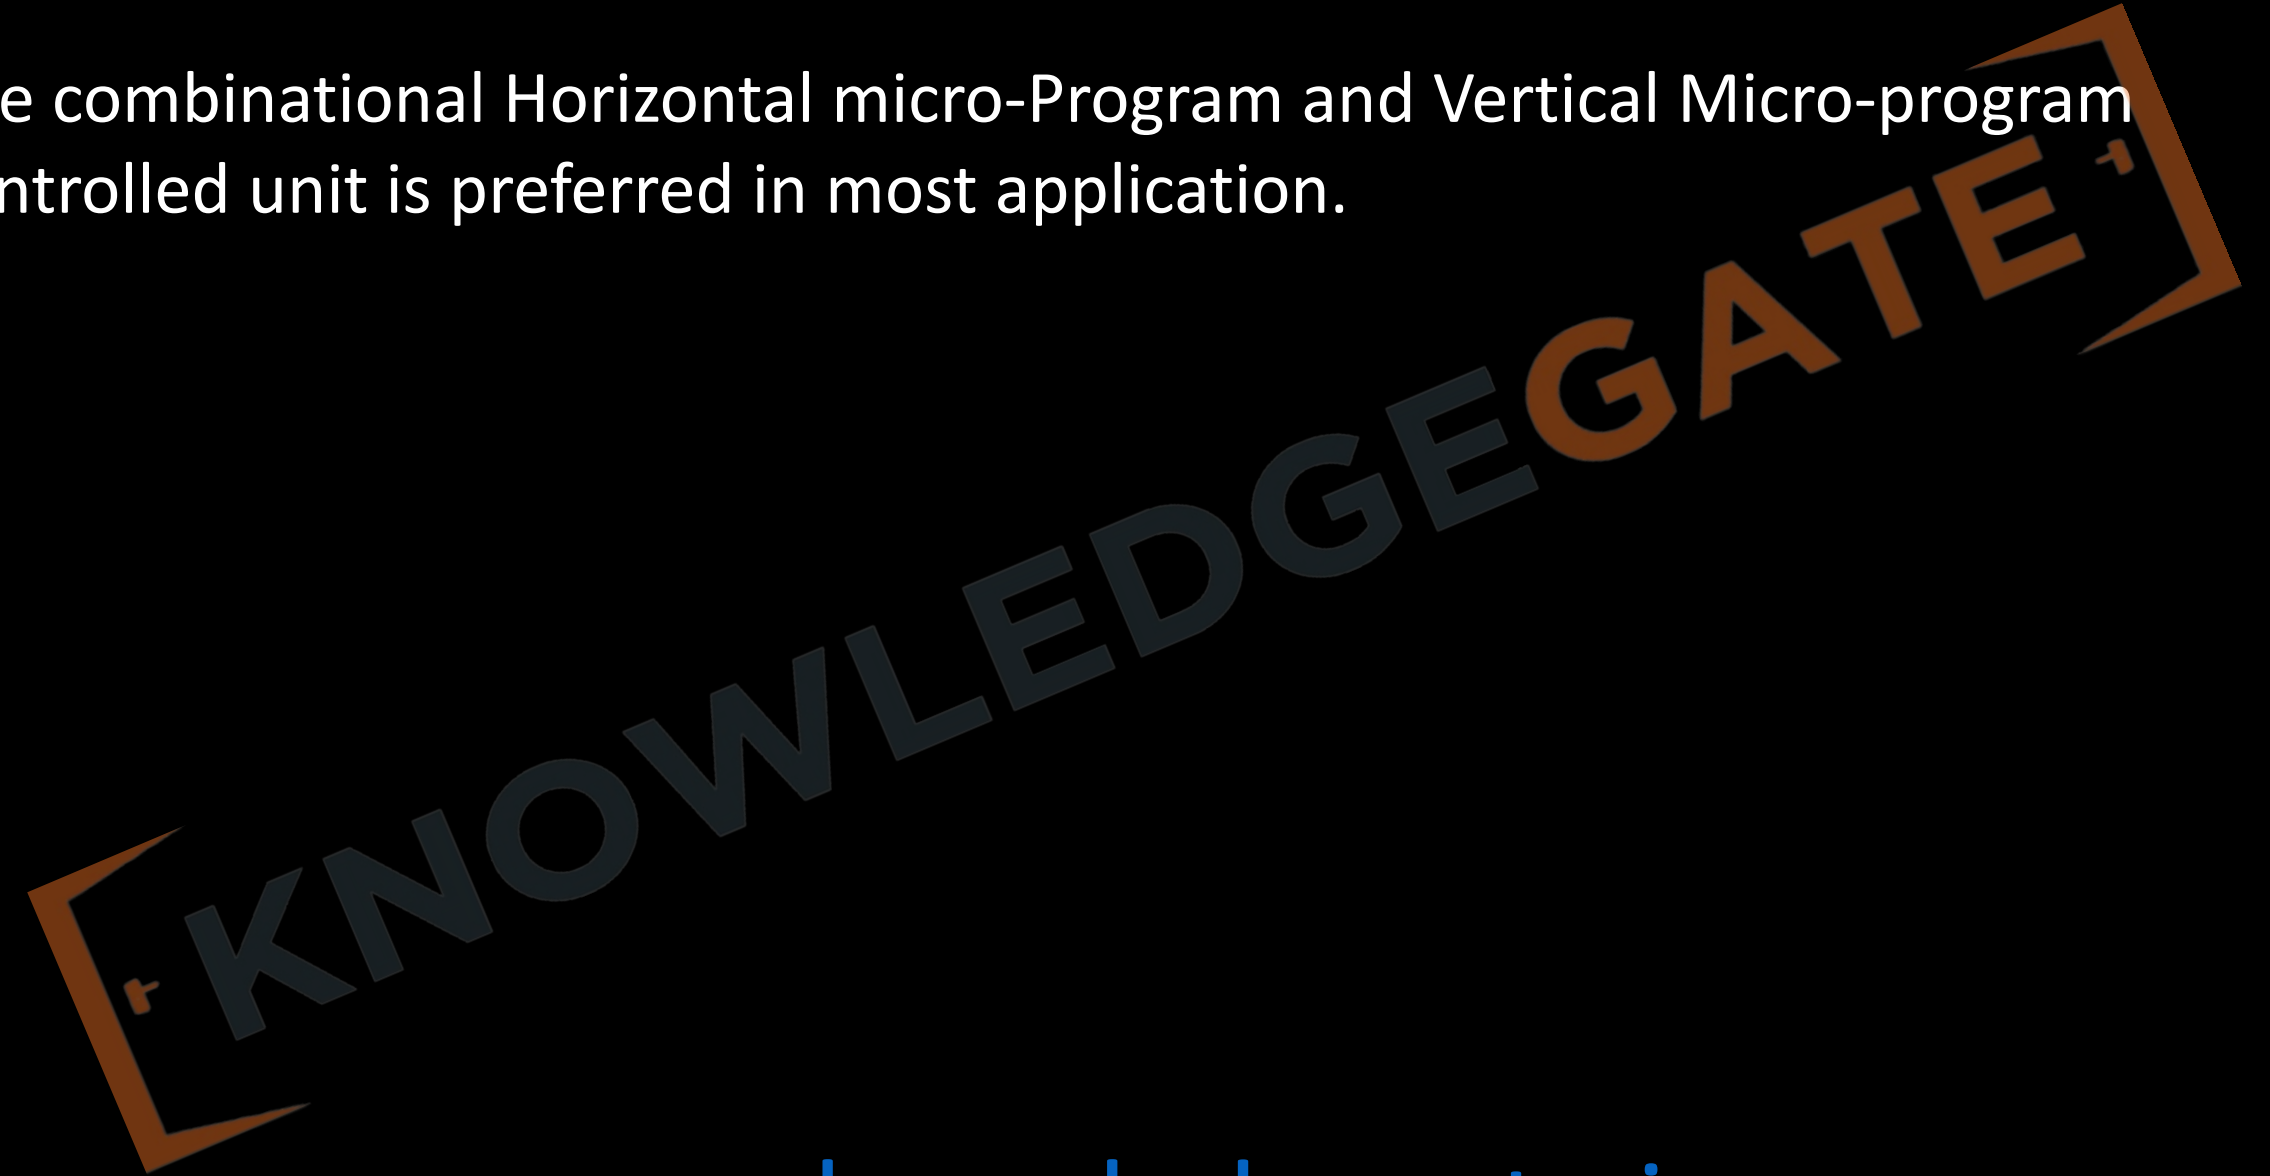 e combinational Horizontal micro-Program and Vertical Micro-program
ntrolled unit is preferred in most application.
KNOWLEDGEGATE